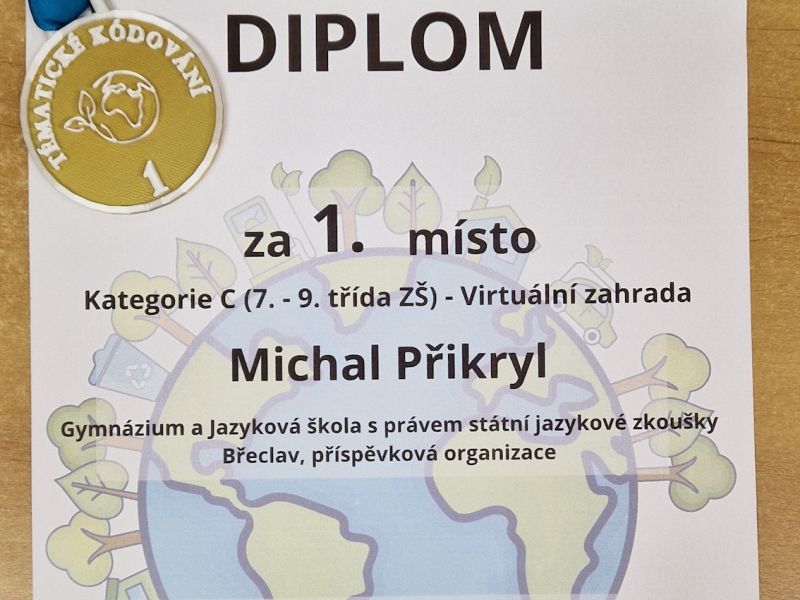 DIPLOM
TÉMATICKÉ KÓDOVÁNÍ
1
za 1. místo
Kategorie C (7. - 9. třída ZŠ) - Virtuální zahrada
Michal Přikryl
Gymnázium a Jazyková škola s právem státní jazykové zkoušky
Břeclav, příspěvková organizace